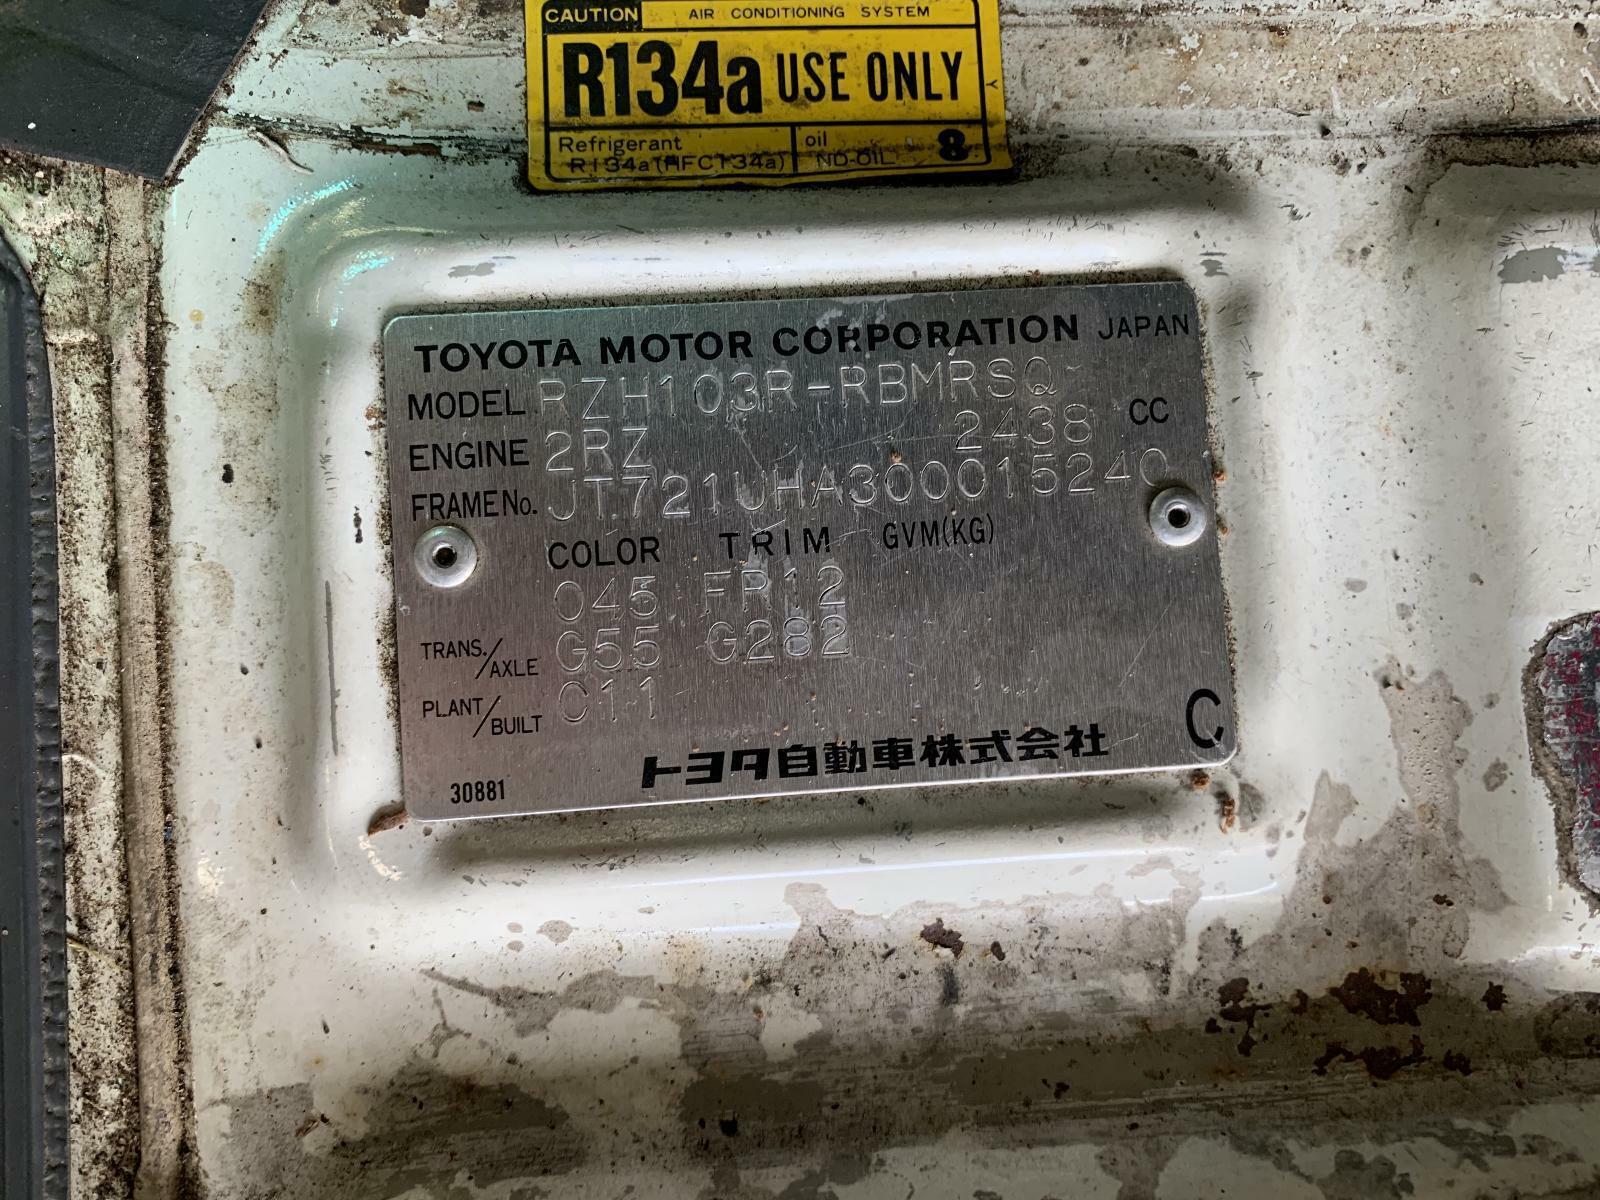 CAUTION AIR CONDITIONING SYSTEM
R134a USE ONLY
Refrigerant oil 8
R134a(HFC134a) ND-OIL
TOYOTA MOTOR CORPORATION JAPAN
MODEL RZH103R-RBMRSQ
ENGINE 2RZ 2438 CC
FRAME No. JT721UHA300015240
COLOR TRIM GVM(KG)
045 FR12
TRANS./AXLE G55 G282
PLANT/BUILT C11
トヨタ自動車株式会社 C
30881